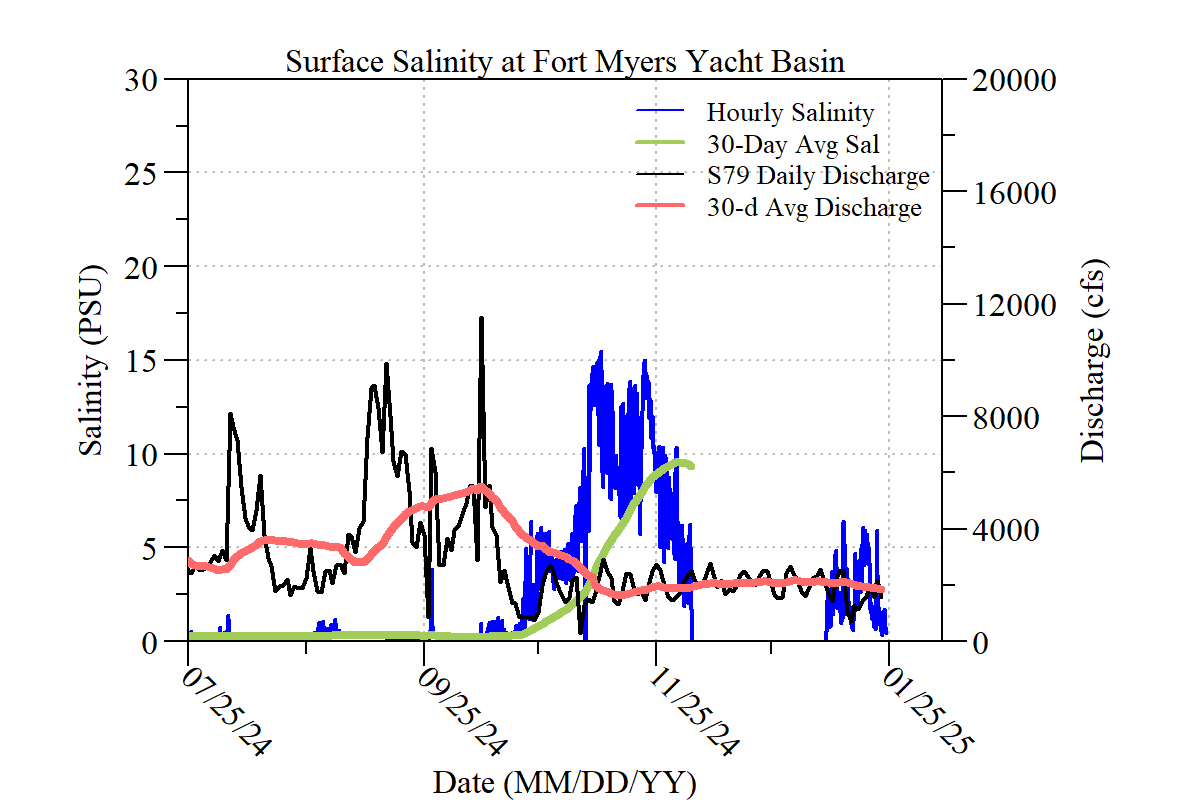 Surface Salinity at Fort Myers Yacht Basin
30
25
20
15
10
5
0
Salinity (PSU)
Hourly Salinity
30-Day Avg Sal
S79 Daily Discharge
30-d Avg Discharge
20000
16000
12000
8000
4000
0
Discharge (cfs)
07/25/24
09/25/24
11/25/24
01/25/25
Date (MM/DD/YY)